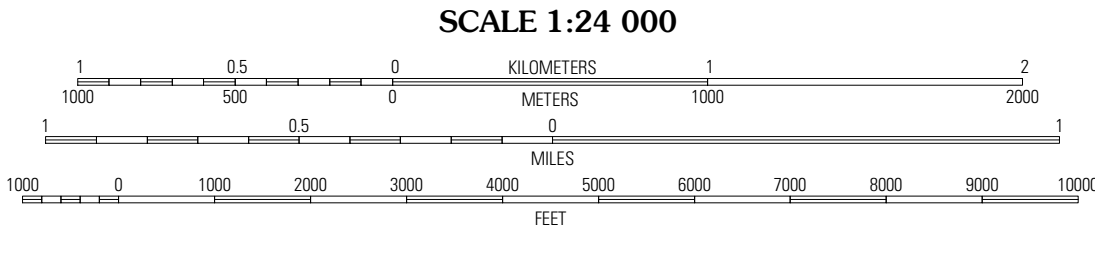 SCALE 1:24 000
1 0.5 0 KILOMETERS 1 2
1000 500 0 METERS 1000 2000
1 0.5 0 1
MILES
1000 0 1000 2000 3000 4000 5000 6000 7000 8000 9000 10000
FEET